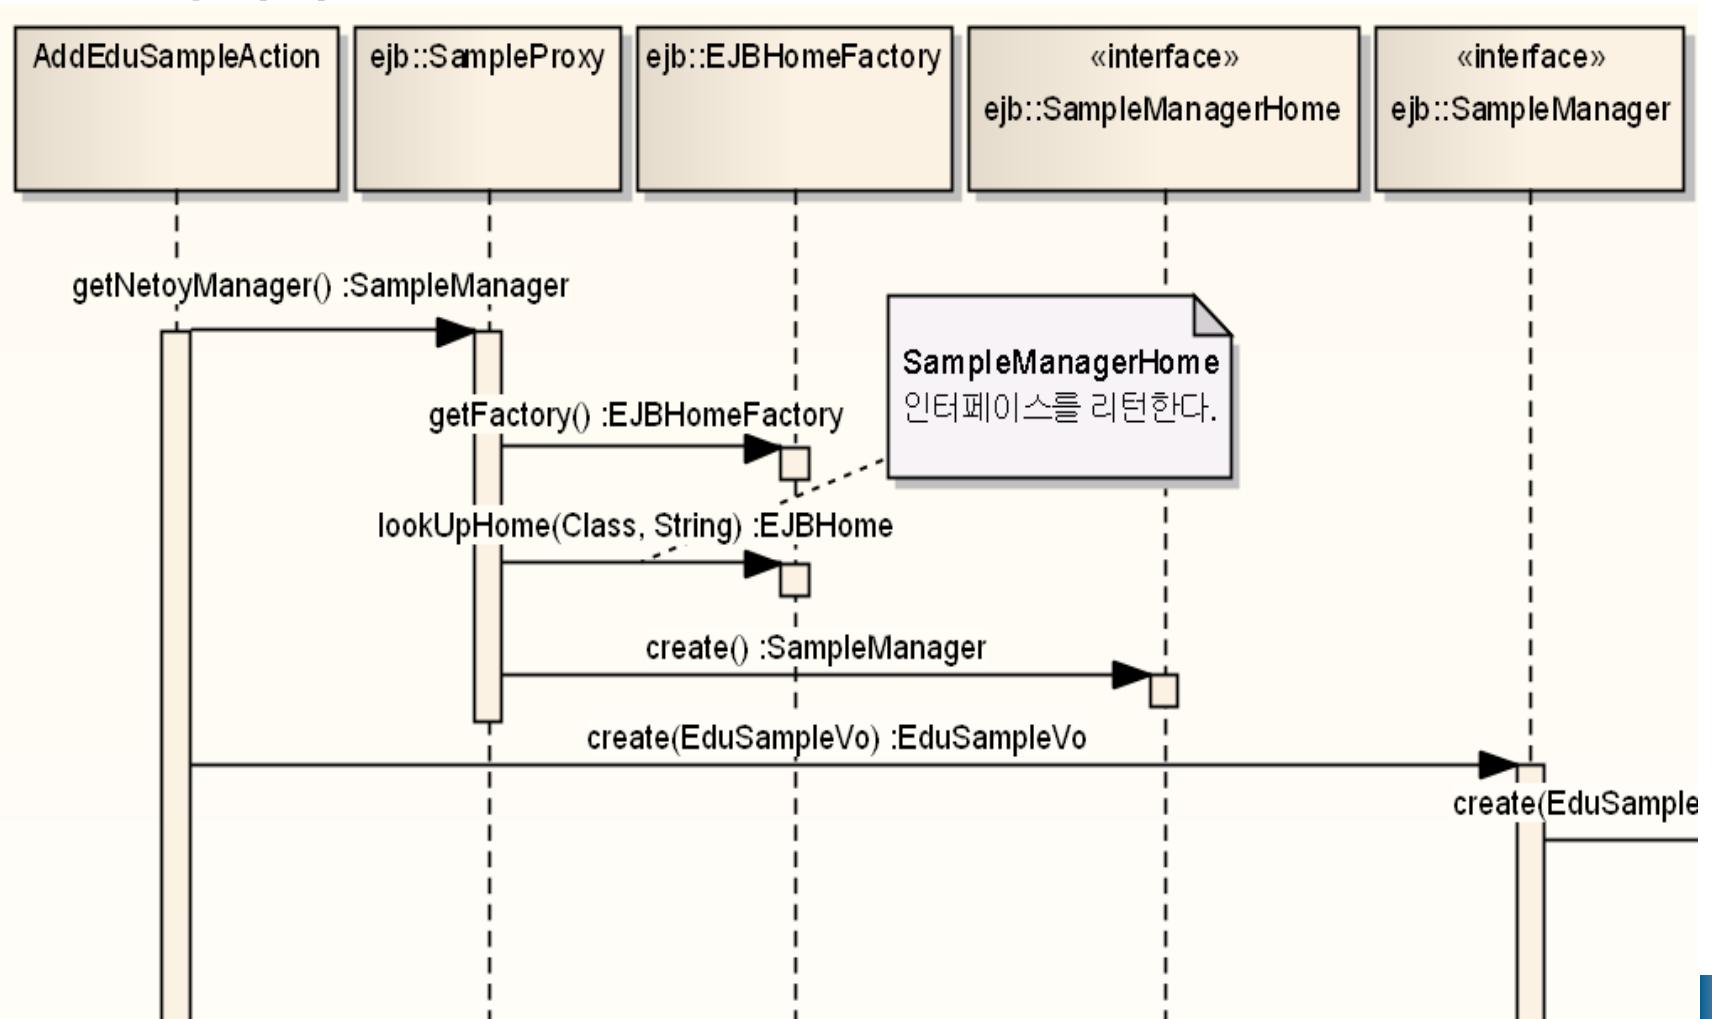 AddEduSampleAction
ejb::SampleProxy
ejb::EJBHomeFactory
«interface»
ejb::SampleManagerHome
«interface»
ejb::SampleManager
getNetoyManager() :SampleManager
SampleManagerHome
인터페이스를 리턴한다.
getFactory() :EJBHomeFactory
lookUpHome(Class, String) :EJBHome
create() :SampleManager
create(EduSampleVo) :EduSampleVo
create(EduSample